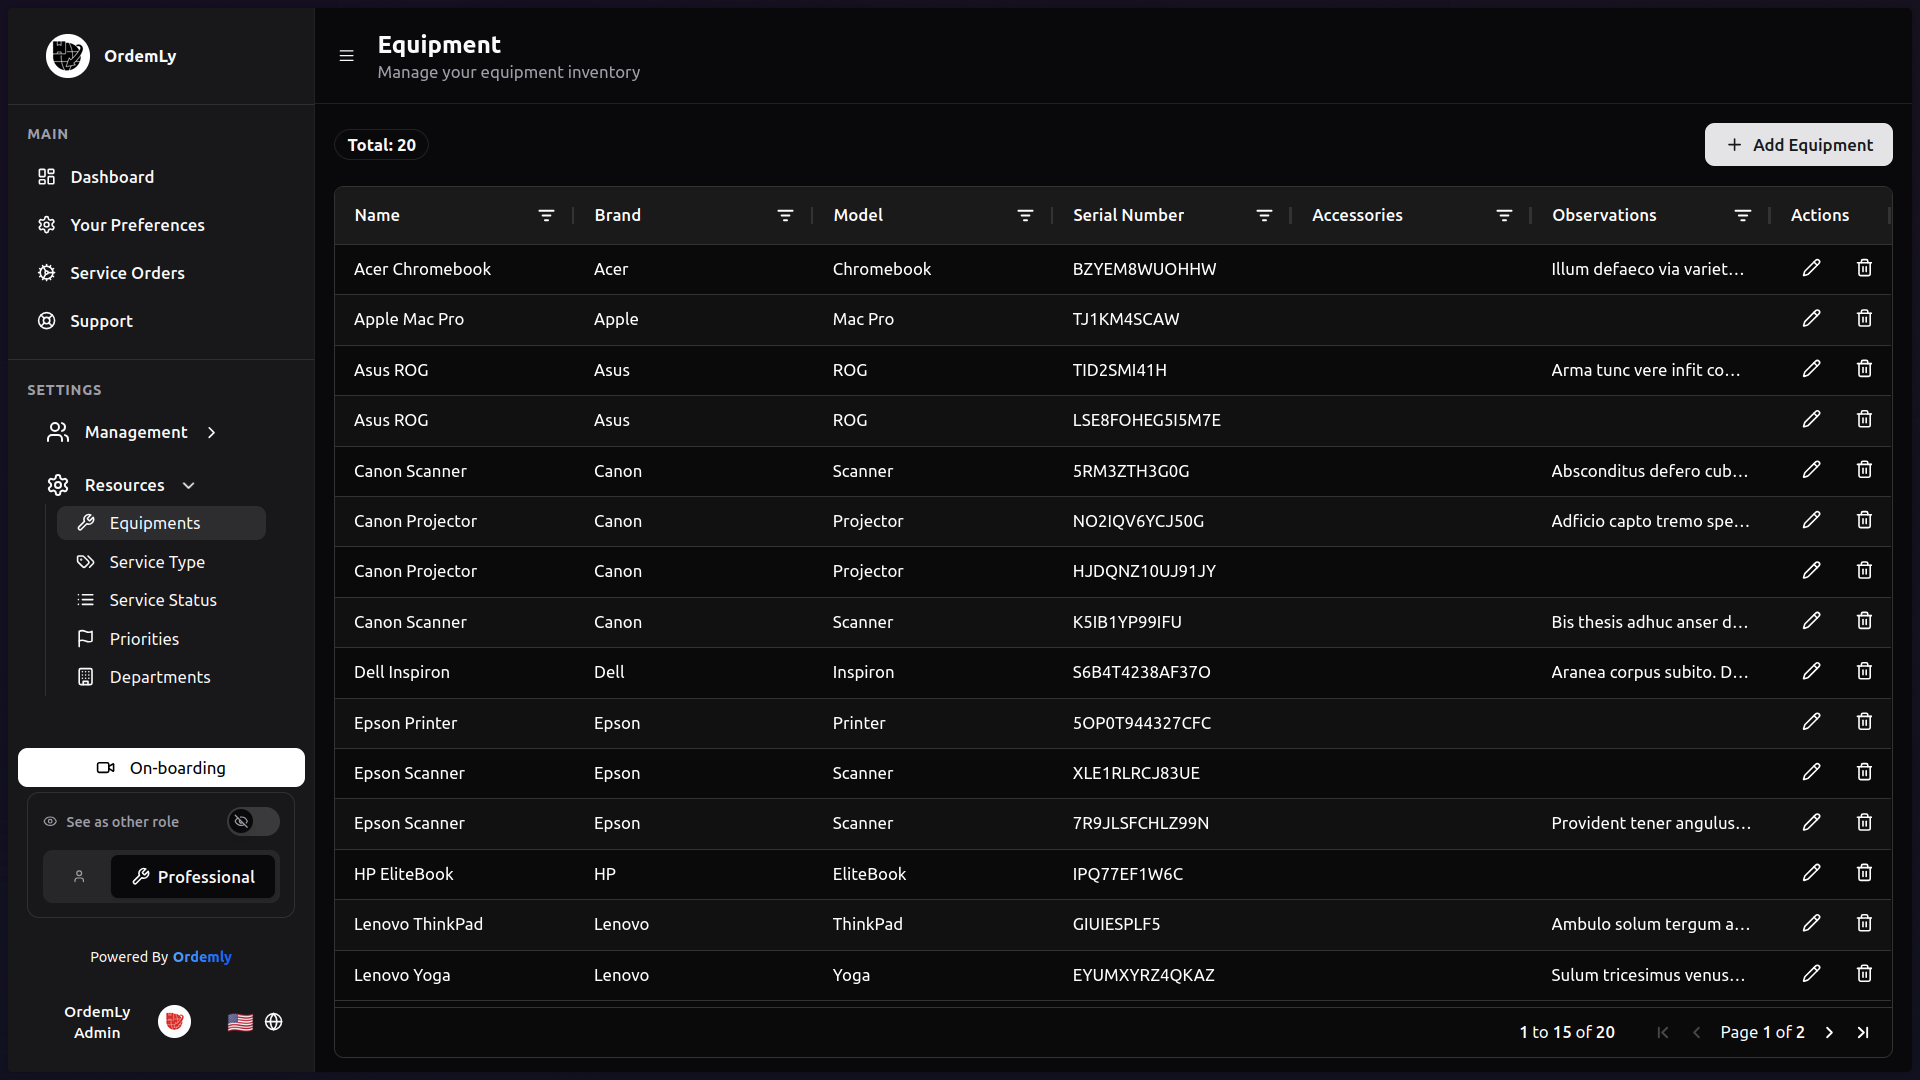 OrdemLy
Equipment
Manage your equipment inventory
MAIN
Dashboard
Your Preferences
Service Orders
Support
SETTINGS
Management
Resources
Equipments
Service Type
Service Status
Priorities
Departments
On-boarding
See as other role
Professional
Powered By Ordemly
OrdemLy
Admin
Total: 20
Add Equipment
Name Brand Model Serial Number Accessories Observations Actions
Acer Chromebook Acer Chromebook BZYEM8WUOHHW Illum defaeco via variet...
Apple Mac Pro Apple Mac Pro TJ1KM4SCAW
Asus ROG Asus ROG TID2SMI41H Arma tunc vere infit co...
Asus ROG Asus ROG LSE8FOHEG5I5M7E
Canon Scanner Canon Scanner 5RM3ZTH3G0G Absconditus defero cub...
Canon Projector Canon Projector NO2IQV6YCJ50G Adficio capto tremo spe...
Canon Projector Canon Projector HJDQNZ10UJ91JY
Canon Scanner Canon Scanner K5IB1YP99IFU Bis thesis adhuc anser d...
Dell Inspiron Dell Inspiron S6B4T4238AF37O Aranea corpus subito. D...
Epson Printer Epson Printer 5OP0T944327CFC
Epson Scanner Epson Scanner XLE1RLRCJ83UE
Epson Scanner Epson Scanner 7R9JLSFCHLZ99N Provident tener angulus...
HP EliteBook HP EliteBook IPQ77EF1W6C
Lenovo ThinkPad Lenovo ThinkPad GIUIESPLF5 Ambulo solum tergum a...
Lenovo Yoga Lenovo Yoga EYUMXYRZ4QKAZ Sulum tricesimus venus...
1 to 15 of 20 Page 1 of 2